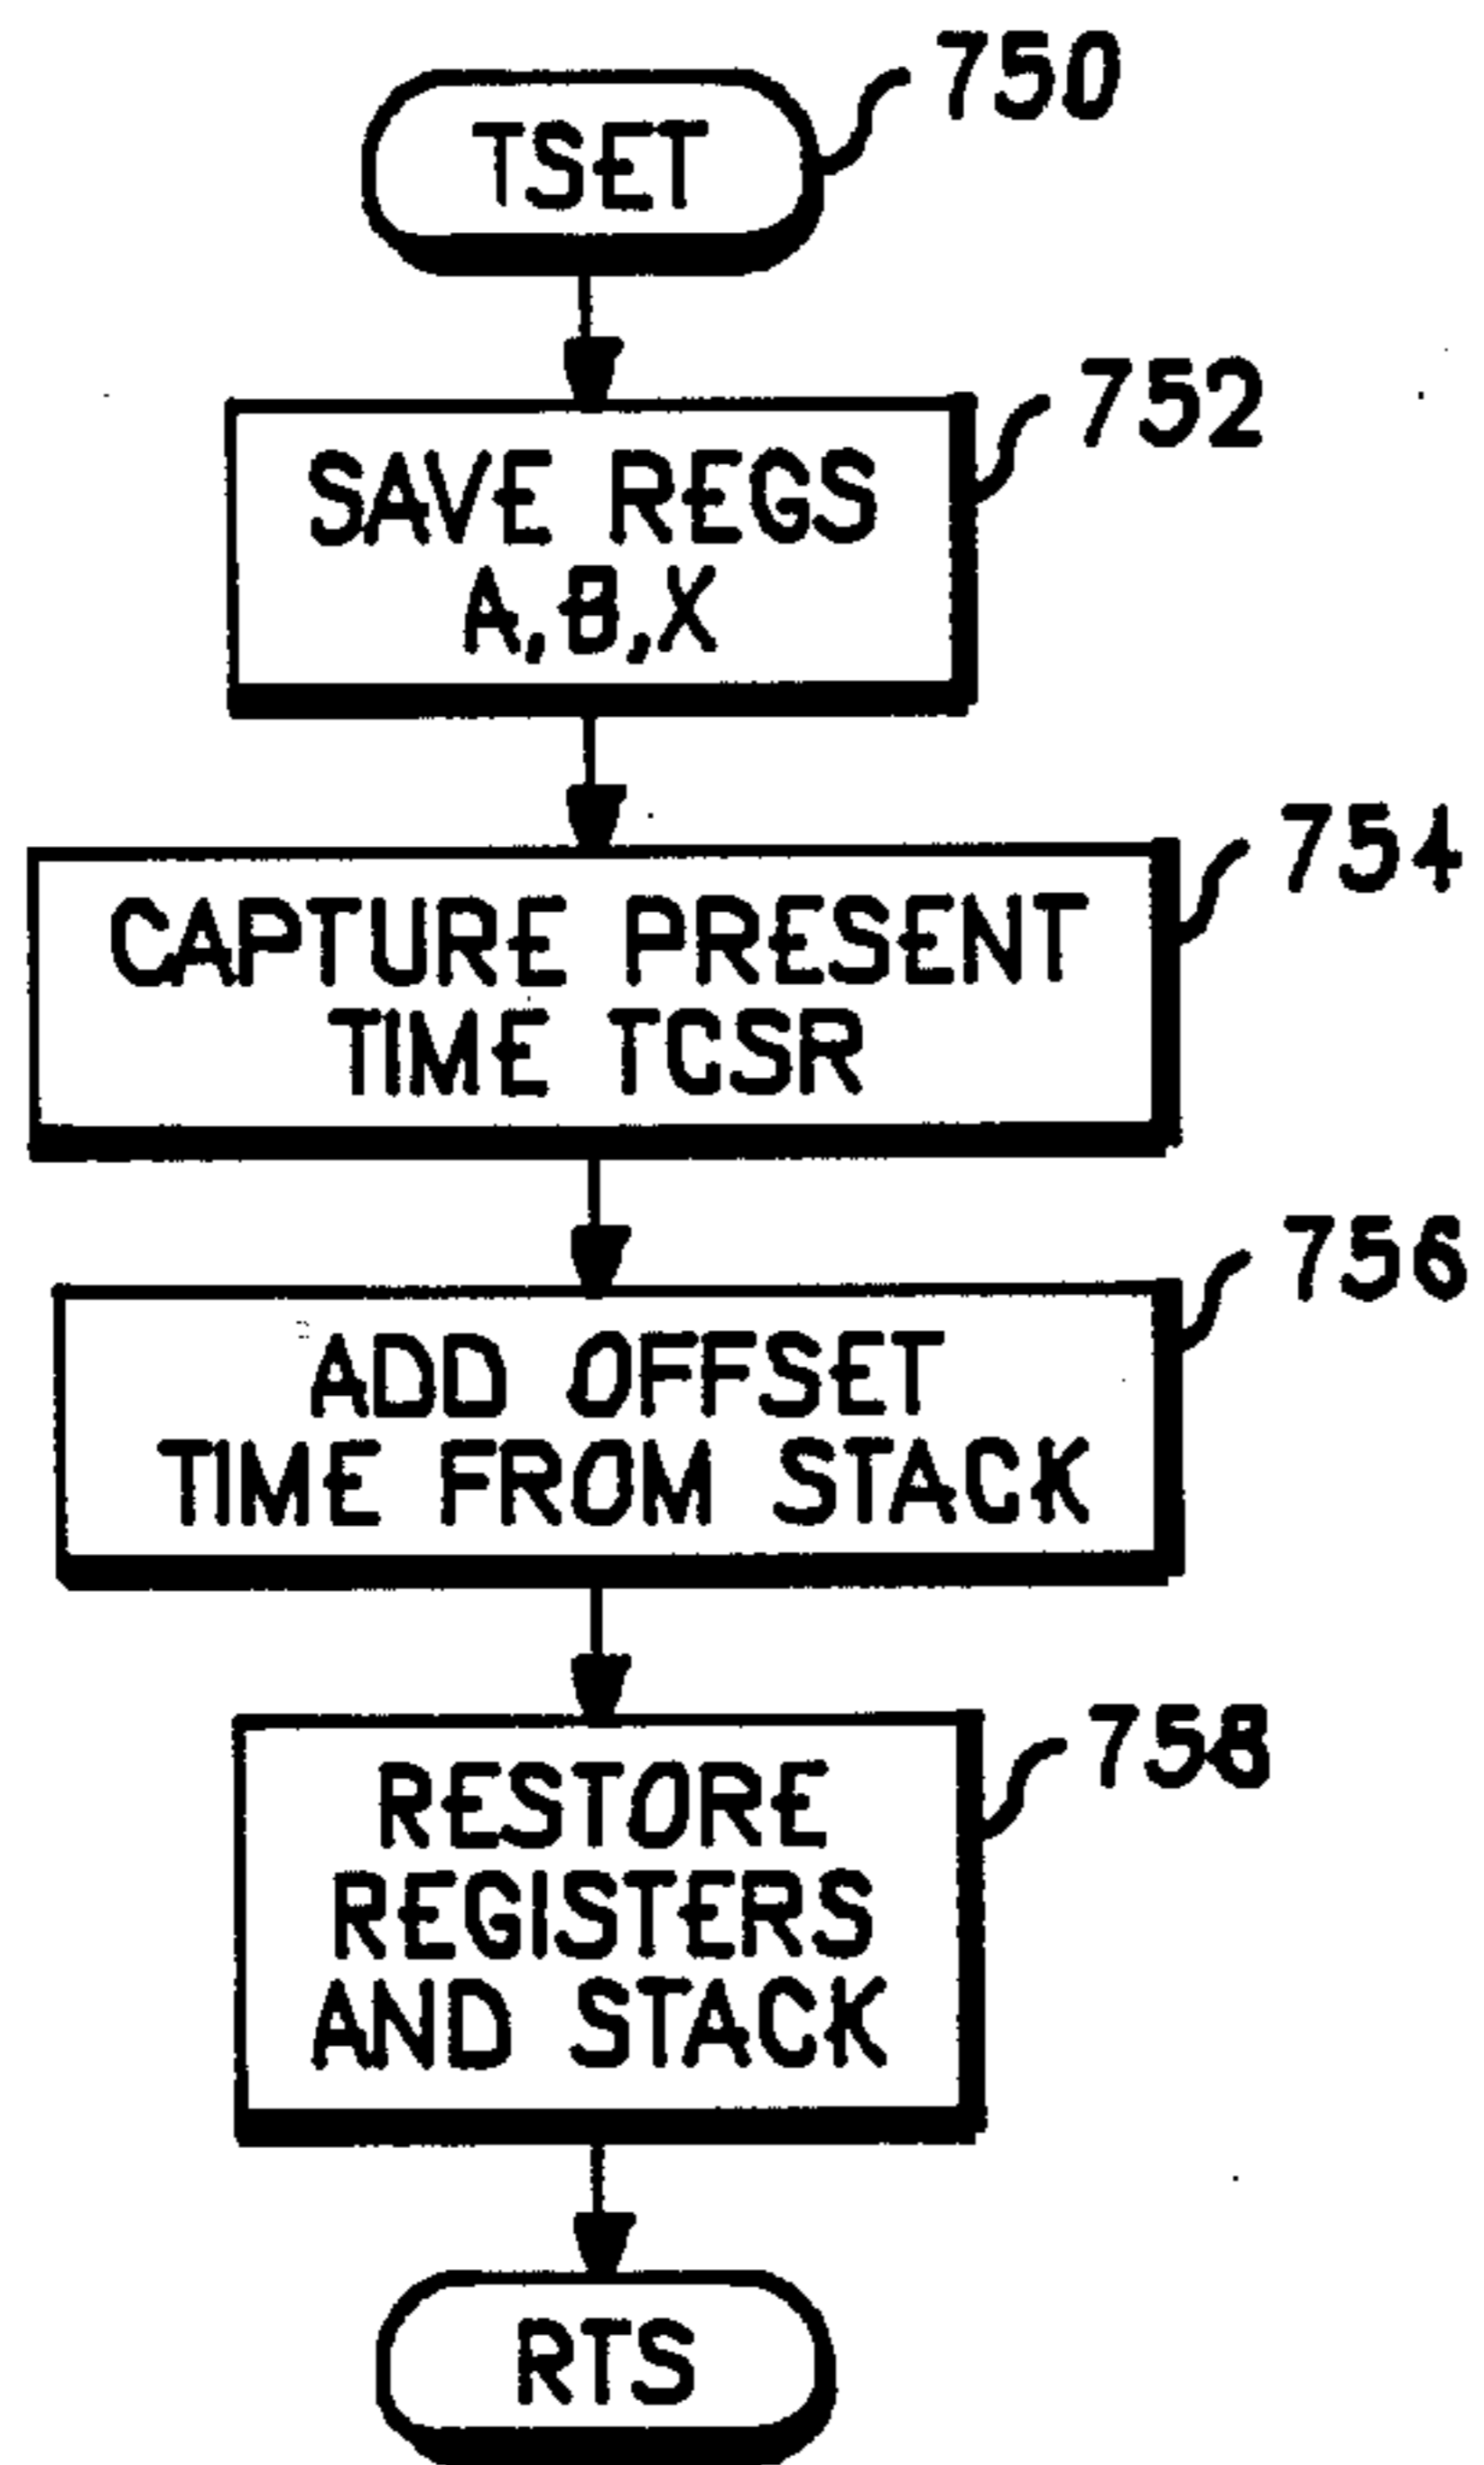 750
TSET
752
SAVE REGS
A,B,X
754
CAPTURE PRESENT
TIME TCSR
756
ADD OFFSET
TIME FROM STACK
758
RESTORE
REGISTERS
AND STACK
RTS